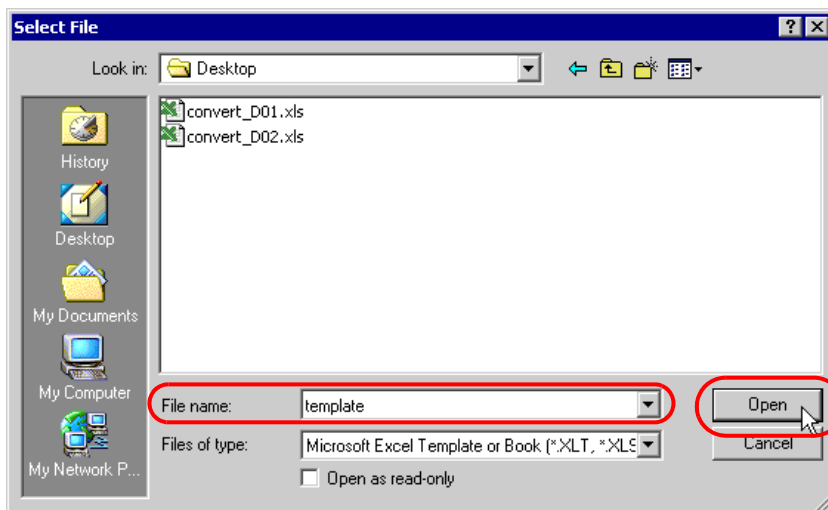 Select File
Look in: Desktop
convert_D01.xls
convert_D02.xls
History
Desktop
My Documents
My Computer
My Network P...
File name: template Open
Files of type: Microsoft Excel Template or Book (*.XLT, *.XLS Cancel
Open as read-only